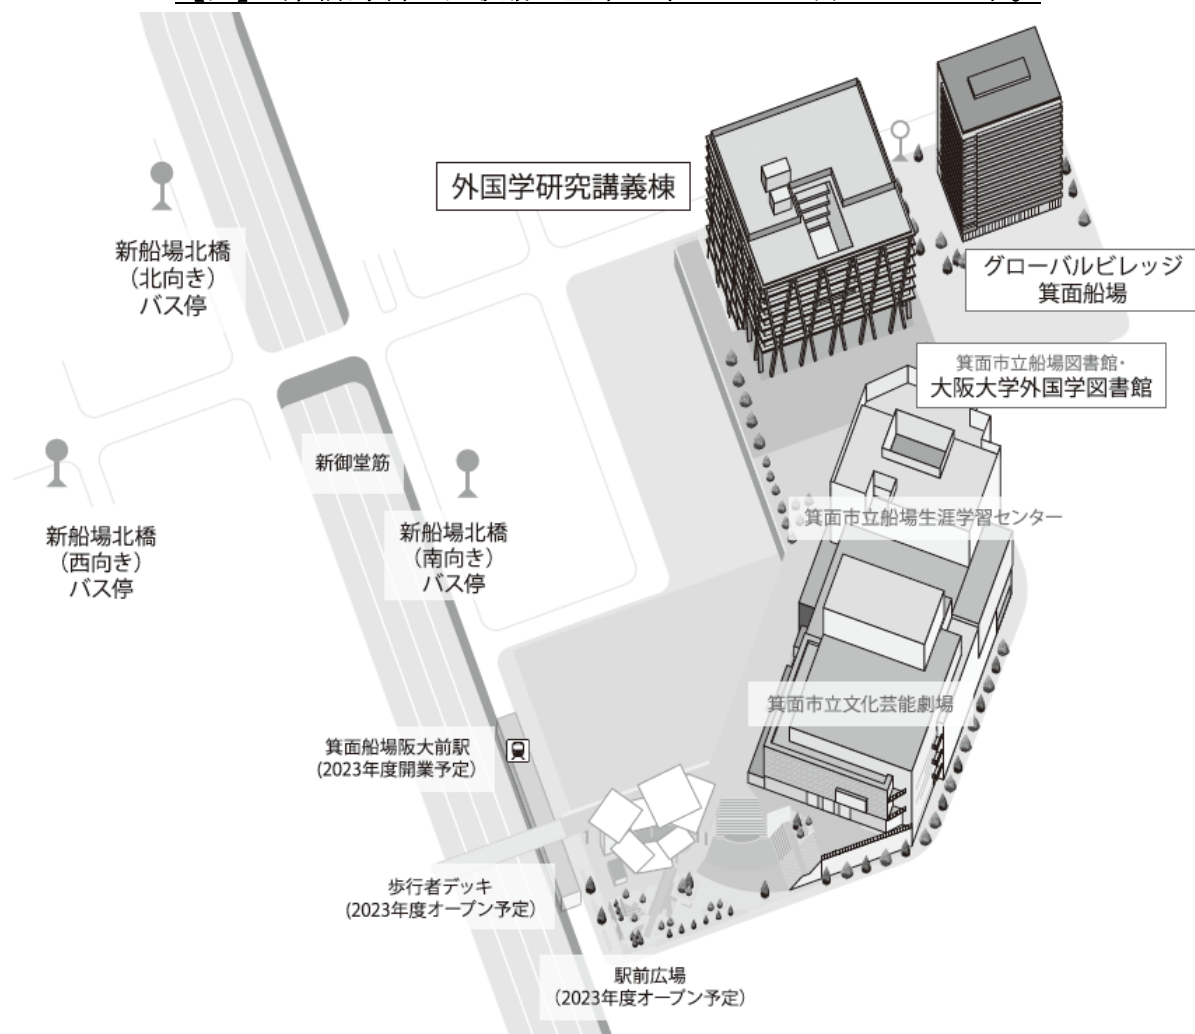 外国学研究講義棟
新船場北橋
（北向き）
バス停
グローバルビレッジ
箕面船場
箕面市立船場図書館・
大阪大学外国学図書館
新御堂筋
新船場北橋
（西向き）
バス停
新船場北橋
（南向き）
バス停
箕面市立船場生涯学習センター
箕面市立文化芸能劇場
箕面船場阪大前駅
(2023年度開業予定)
歩行者デッキ
(2023年度オープン予定)
駅前広場
（2023年度オープン予定）